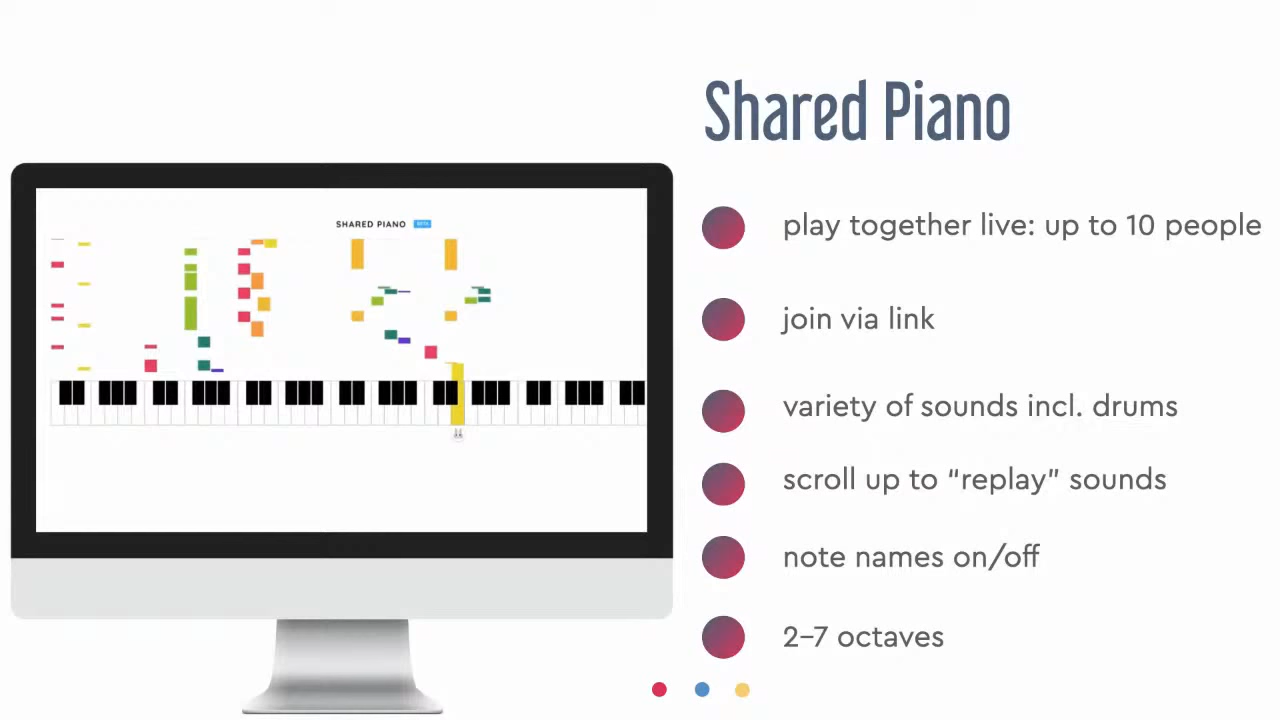 Shared Piano
SHARED PIANO BETA
play together live: up to 10 people
join via link
variety of sounds incl. drums
scroll up to “replay” sounds
note names on/off
2–7 octaves